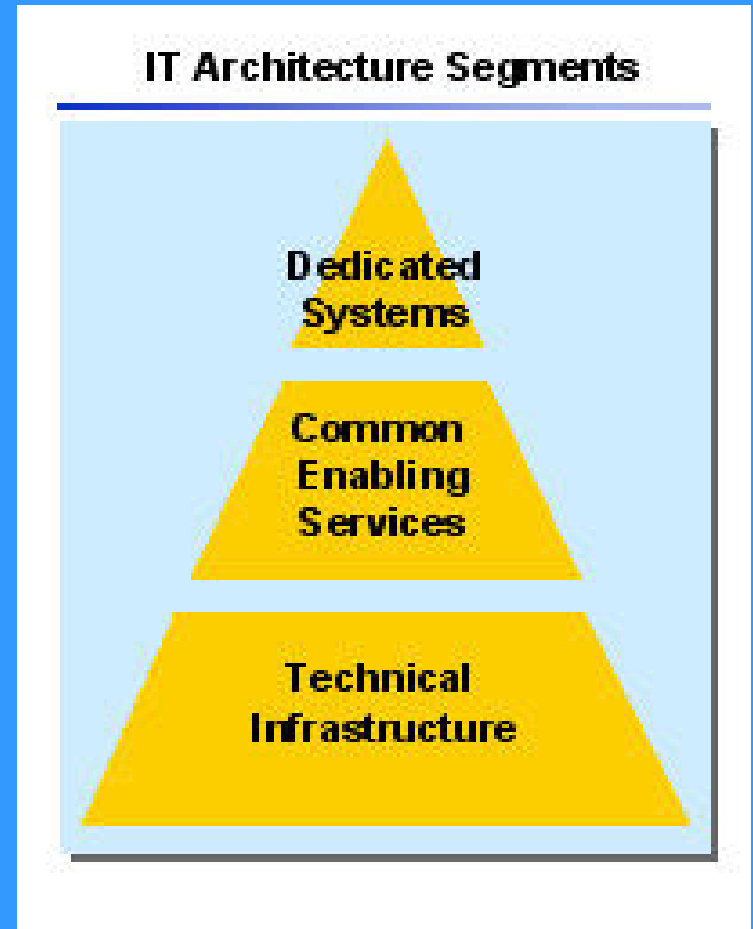 IT Architecture Segments
Dedicated
Systems
Common
Enabling
Services
Technical
Infrastructure